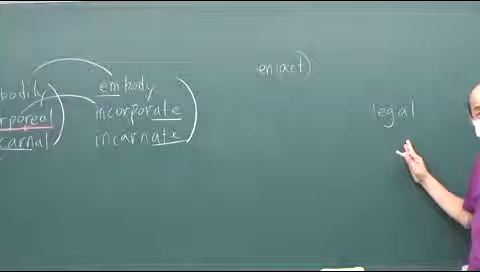 bodily
rporeal
carnal
embody
incorporate
incarnate
en(act)
legal